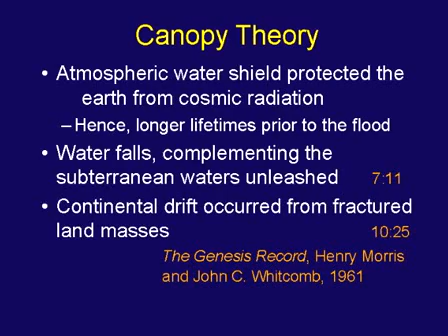 Canopy Theory
• Atmospheric water shield protected the
earth from cosmic radiation
– Hence, longer lifetimes prior to the flood
• Water falls, complementing the
subterranean waters unleashed 7:11
• Continental drift occurred from fractured
land masses 10:25
The Genesis Record, Henry Morris
and John C. Whitcomb, 1961